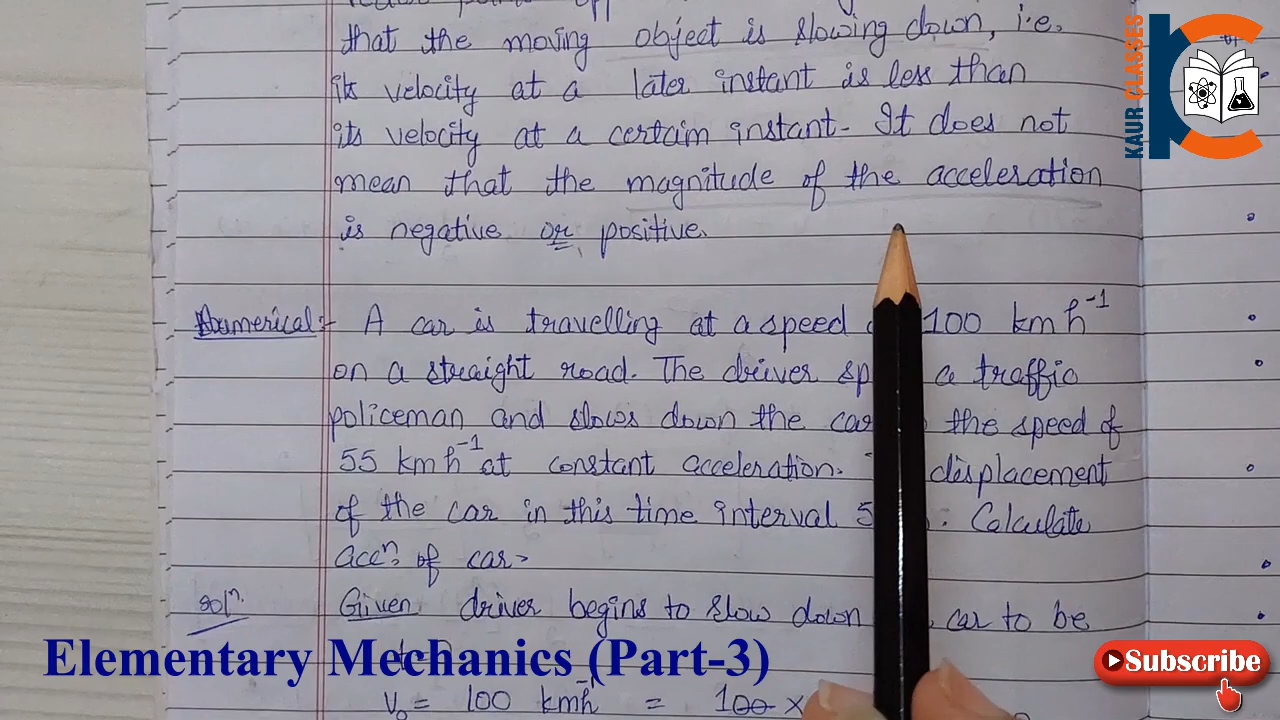 that the moving object is slowing down, i.e.
its velocity at a later instant is less than
its velocity at a certain instant. It does not
mean that the magnitude of the acceleration
is negative or positive.
Numerical:- A car is travelling at a speed 100 km h⁻¹
on a straight road. The driver a traffic
policeman and slows down the car the speed of
55 km h⁻¹ at constant acceleration. displacement
of the car in this time interval 5 . Calculate
accⁿ of car.
solⁿ. Given driver begins to slow down car to be
V₀ = 100 kmh⁻¹ = 100 ×
KAUR CLASSES
Elementary Mechanics (Part-3)
Subscribe